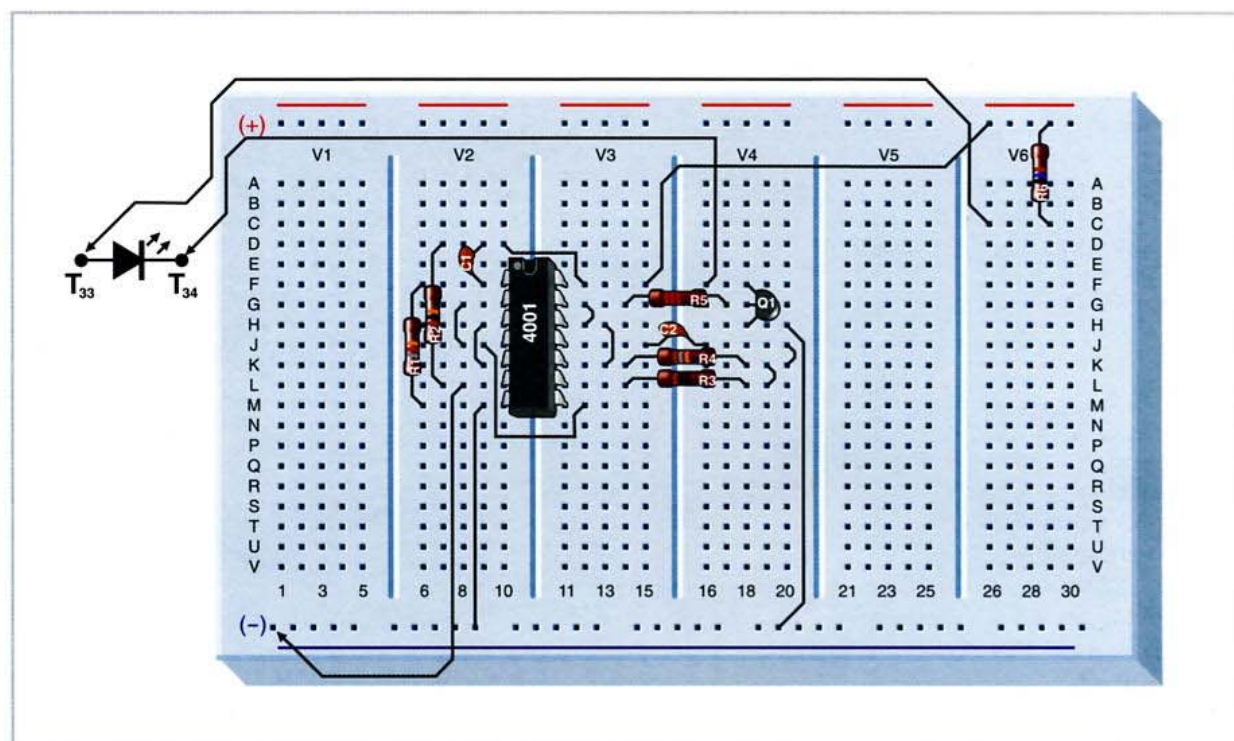 (+)
V1 V2 V3 V4 V5 V6
A A
B B
C C
D D
E E
F F
G G
H H
J J
K K
L L
M M
N N
P P
Q Q
R R
S S
T T
U U
V V
1 3 5 6 8 10 11 13 15 16 18 20 21 23 25 26 28 30
(-)
T33 T34
C1
R2
R1
4001
R5
Q1
C2
R4
R3
R6